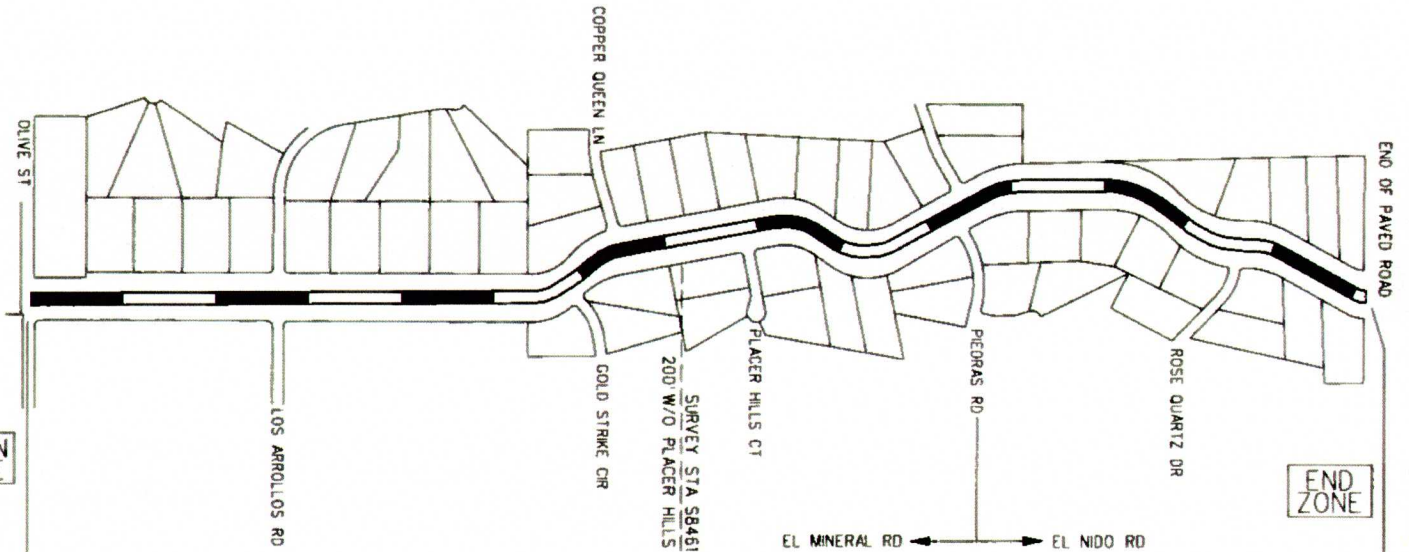 OLIVE ST
LOS ARROLLOS RD
COPPER QUEEN LN
GOLD STRIKE CIR
SURVEY STA S8461
200' W/O PLACER HILLS
PLACER HILLS CT
PIEDRAS RD
EL MINERAL RD
EL NIDO RD
ROSE QUARTZ DR
END OF PAVED ROAD
END
ZONE